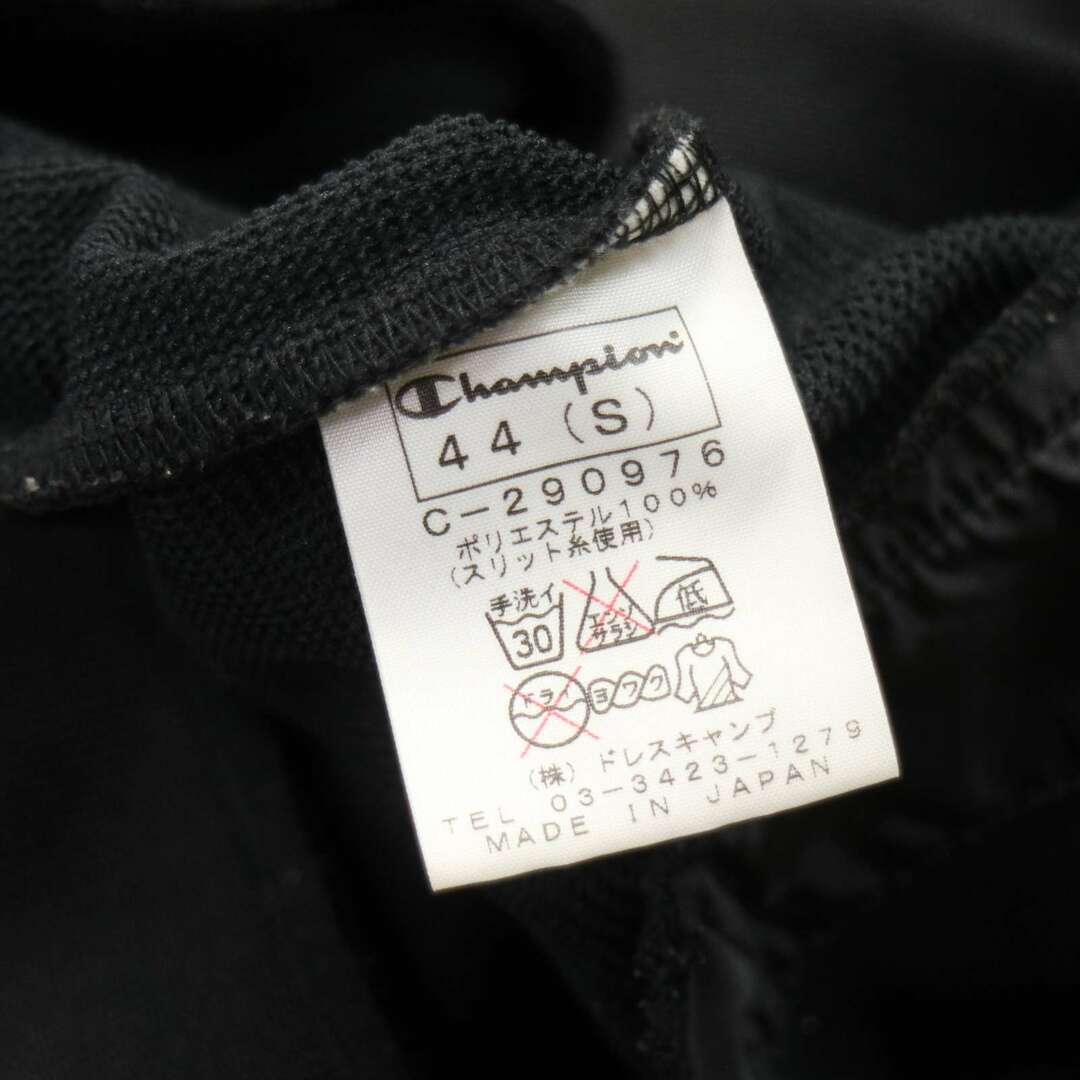 Champion
44 (S)
C-290976
ポリエステル100%
(スリット糸使用)
手洗イ
30
エンソ
サラシ
低
ドライ
ヨワク
(株) ドレスキャンプ
TEL 03-3423-1279
MADE IN JAPAN